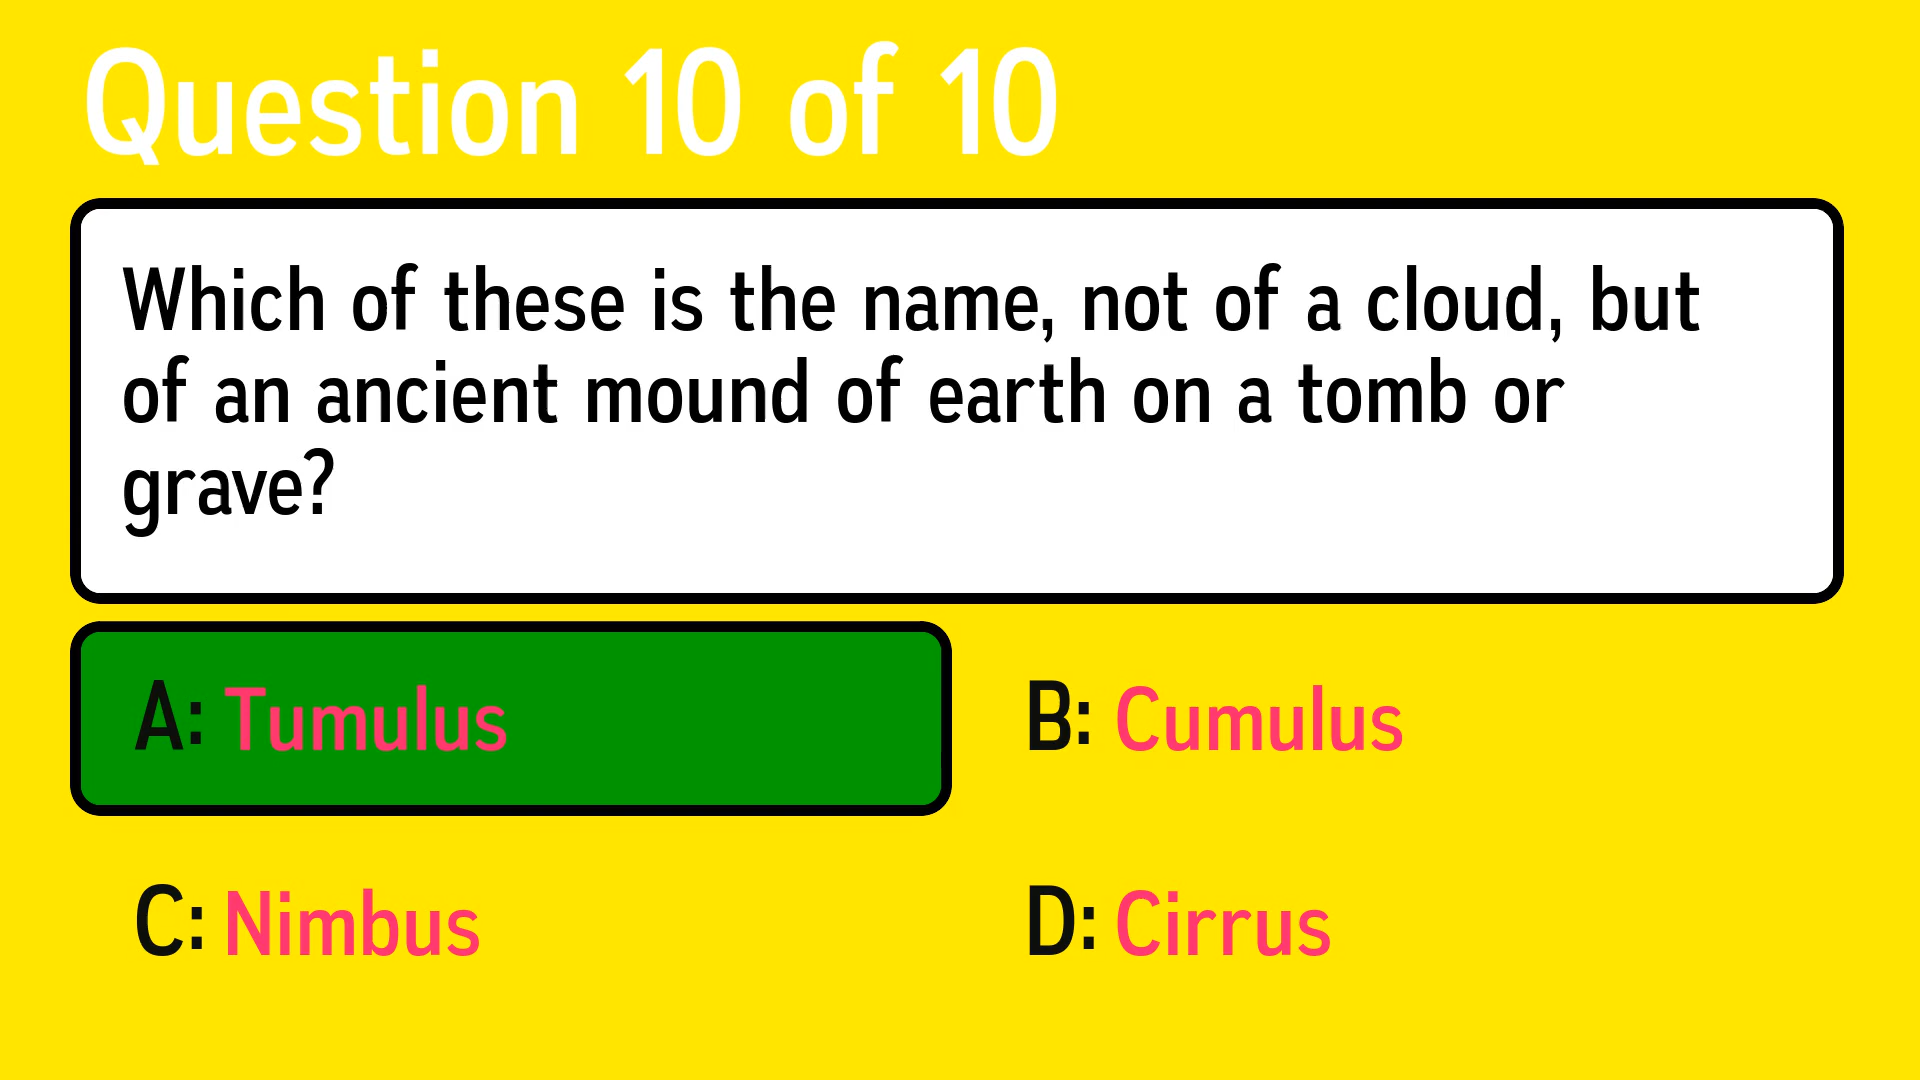 Question 10 of 10
Which of these is the name, not of a cloud, but
of an ancient mound of earth on a tomb or
grave?
A: Tumulus
B: Cumulus
C: Nimbus
D: Cirrus